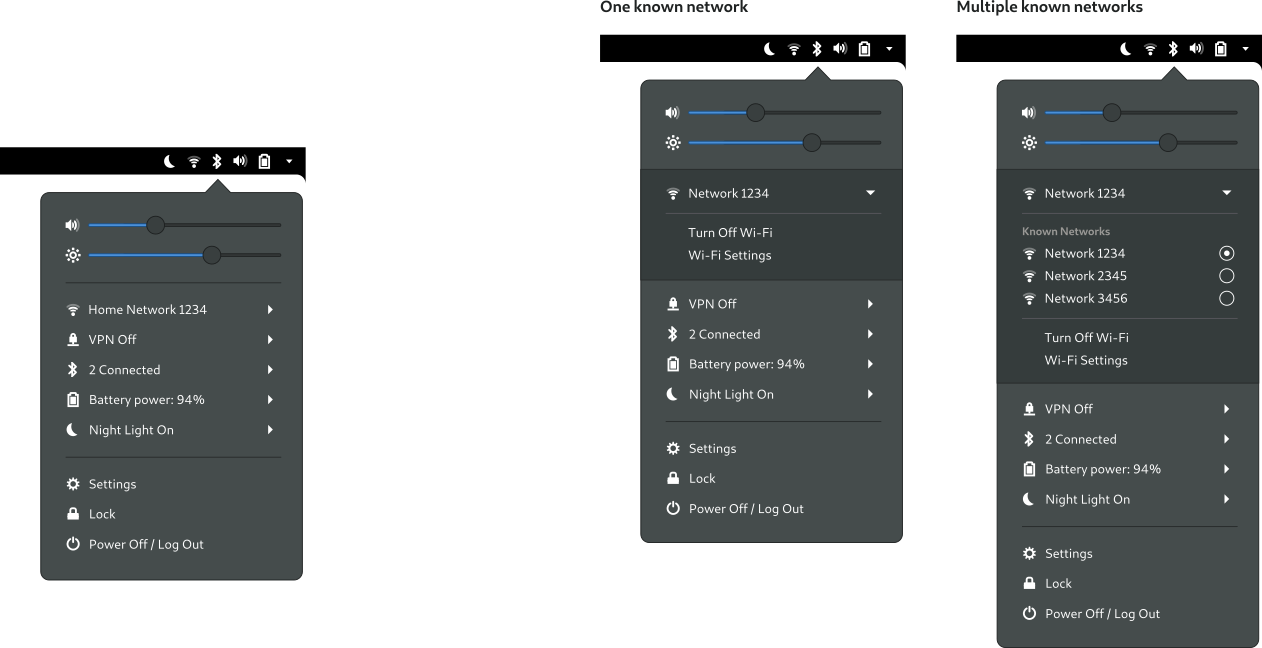 Home Network 1234
VPN Off
2 Connected
Battery power: 94%
Night Light On
Settings
Lock
Power Off / Log Out
One known network
Network 1234
Turn Off Wi-Fi
Wi-Fi Settings
VPN Off
2 Connected
Battery power: 94%
Night Light On
Settings
Lock
Power Off / Log Out
Multiple known networks
Network 1234
Known Networks
Network 1234
Network 2345
Network 3456
Turn Off Wi-Fi
Wi-Fi Settings
VPN Off
2 Connected
Battery power: 94%
Night Light On
Settings
Lock
Power Off / Log Out